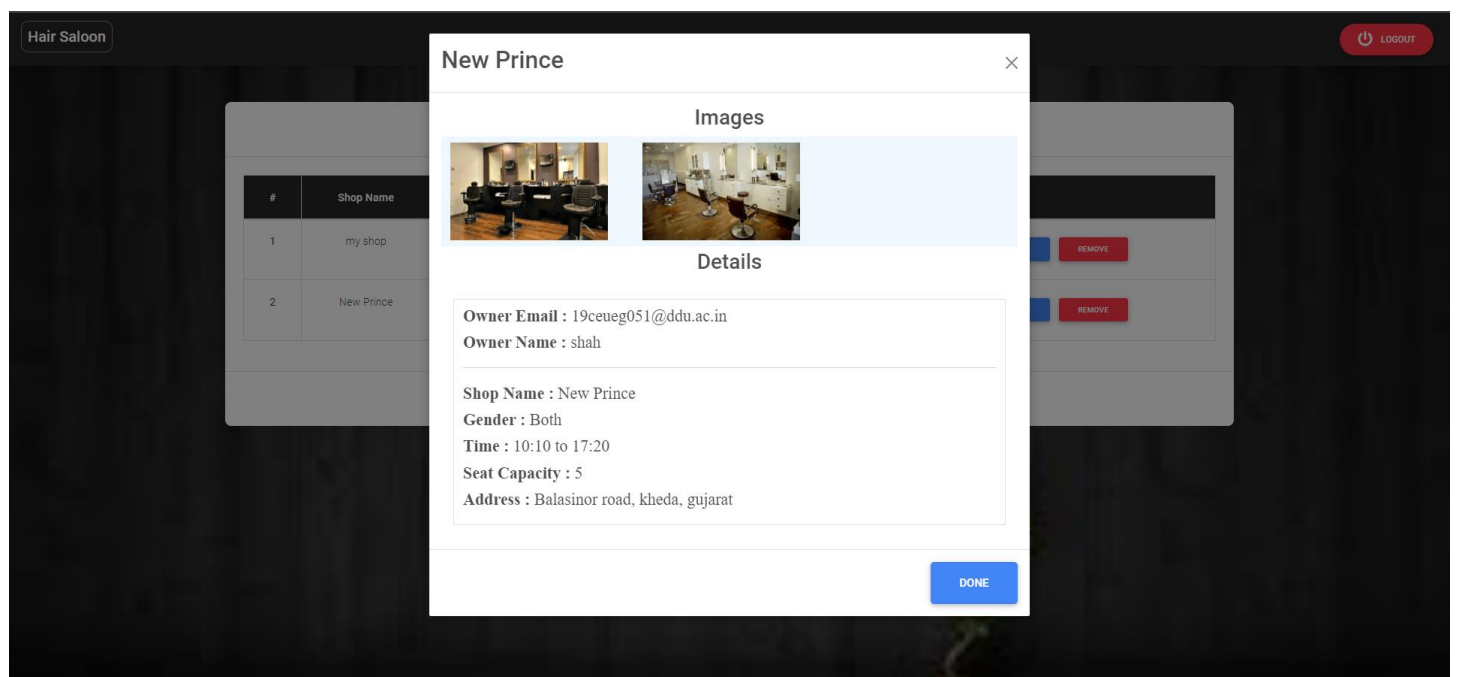 Hair Saloon
LOGOUT
New Prince
×
Images
# Shop Name
1 my shop REMOVE
Details
2 New Prince REMOVE
Owner Email : 19ceueg051@ddu.ac.in
Owner Name : shah
Shop Name : New Prince
Gender : Both
Time : 10:10 to 17:20
Seat Capacity : 5
Address : Balasinor road, kheda, gujarat
DONE